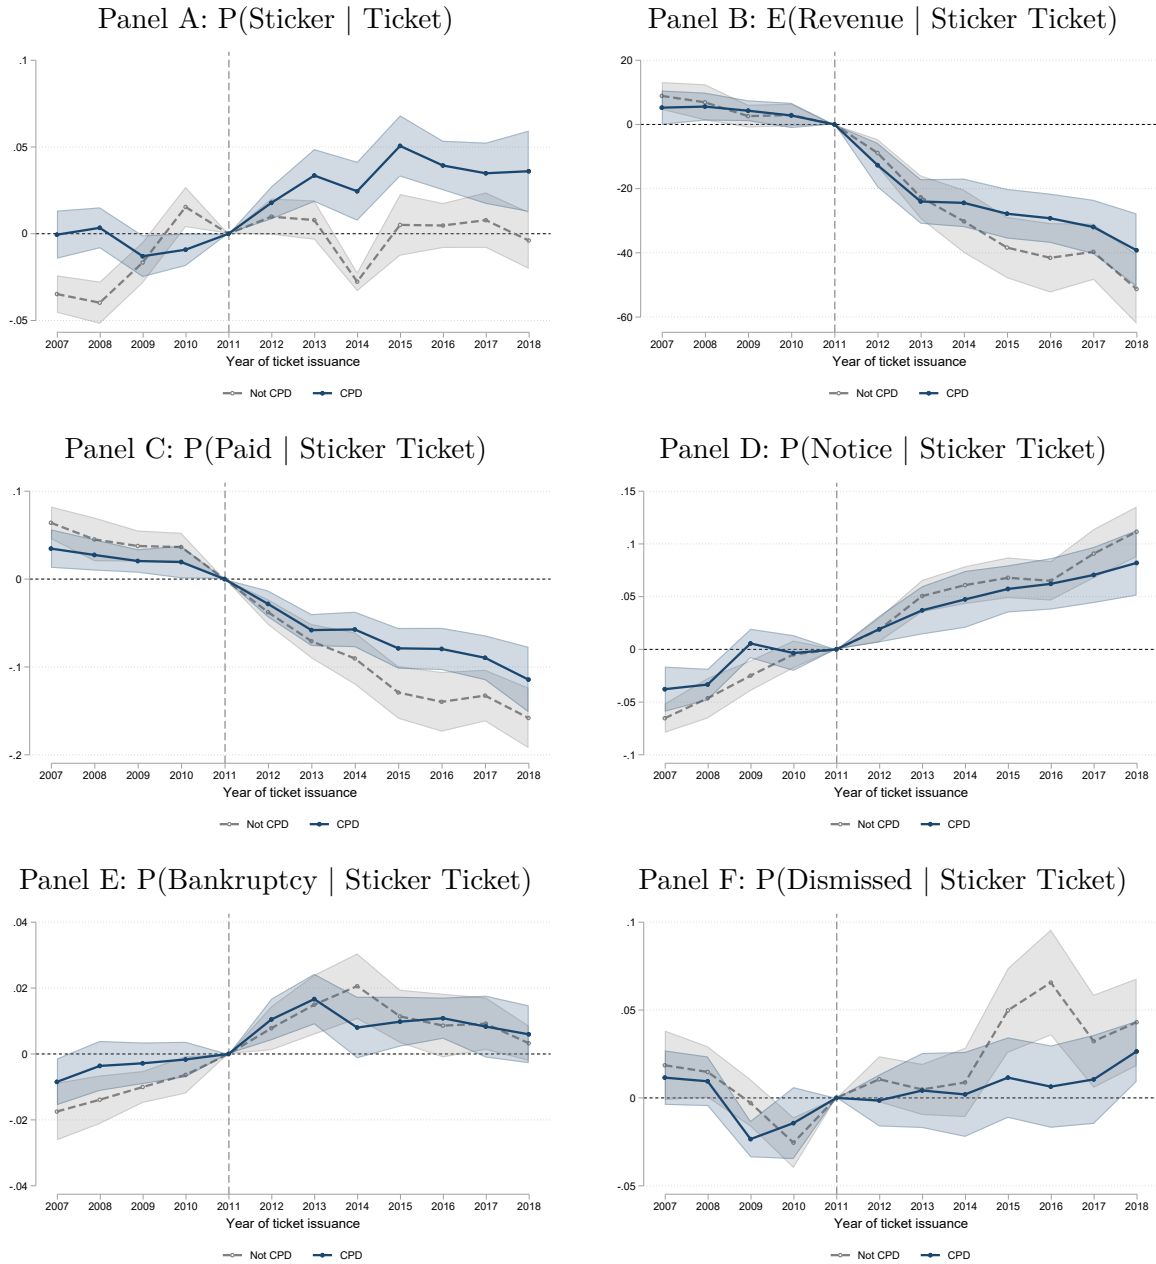 Panel A: P(Sticker | Ticket)
.1
.05
0
-.05
2007 2008 2009 2010 2011 2012 2013 2014 2015 2016 2017 2018
Year of ticket issuance
Not CPD CPD
Panel B: E(Revenue | Sticker Ticket)
20
0
-20
-40
-60
2007 2008 2009 2010 2011 2012 2013 2014 2015 2016 2017 2018
Year of ticket issuance
Not CPD CPD
Panel C: P(Paid | Sticker Ticket)
.1
0
-.1
-.2
2007 2008 2009 2010 2011 2012 2013 2014 2015 2016 2017 2018
Year of ticket issuance
Not CPD CPD
Panel D: P(Notice | Sticker Ticket)
.15
.1
.05
0
-.05
-.1
2007 2008 2009 2010 2011 2012 2013 2014 2015 2016 2017 2018
Year of ticket issuance
Not CPD CPD
Panel E: P(Bankruptcy | Sticker Ticket)
.04
.02
0
-.02
-.04
2007 2008 2009 2010 2011 2012 2013 2014 2015 2016 2017 2018
Year of ticket issuance
Not CPD CPD
Panel F: P(Dismissed | Sticker Ticket)
.1
.05
0
-.05
2007 2008 2009 2010 2011 2012 2013 2014 2015 2016 2017 2018
Year of ticket issuance
Not CPD CPD